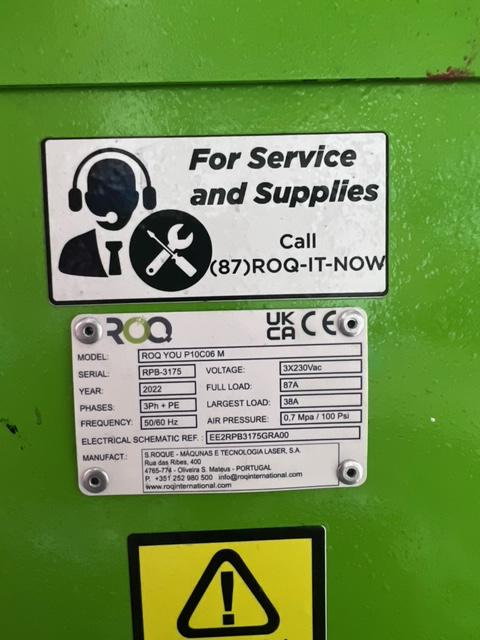 For Service
and Supplies
Call
(87)ROQ-IT-NOW
ROQ
UK
CA CE
MODEL: ROQ YOU P10C06 M
SERIAL: RPB-3175 VOLTAGE: 3X230Vac
YEAR: 2022 FULL LOAD: 87A
PHASES: 3Ph + PE LARGEST LOAD: 38A
FREQUENCY: 50/60 Hz AIR PRESSURE: 0,7 Mpa / 100 Psi
ELECTRICAL SCHEMATIC REF. : EE2RPB3175GRA00
MANUFACT.: S.ROQUE - MÁQUNAS E TECNOLOGIA LASER, S.A.
Rua das Ribes, 400
4765-774 - Oliveira S. Mateus - PORTUGAL
P. +351 252 980 500 info@roqinternational.com
www.roqinternational.com